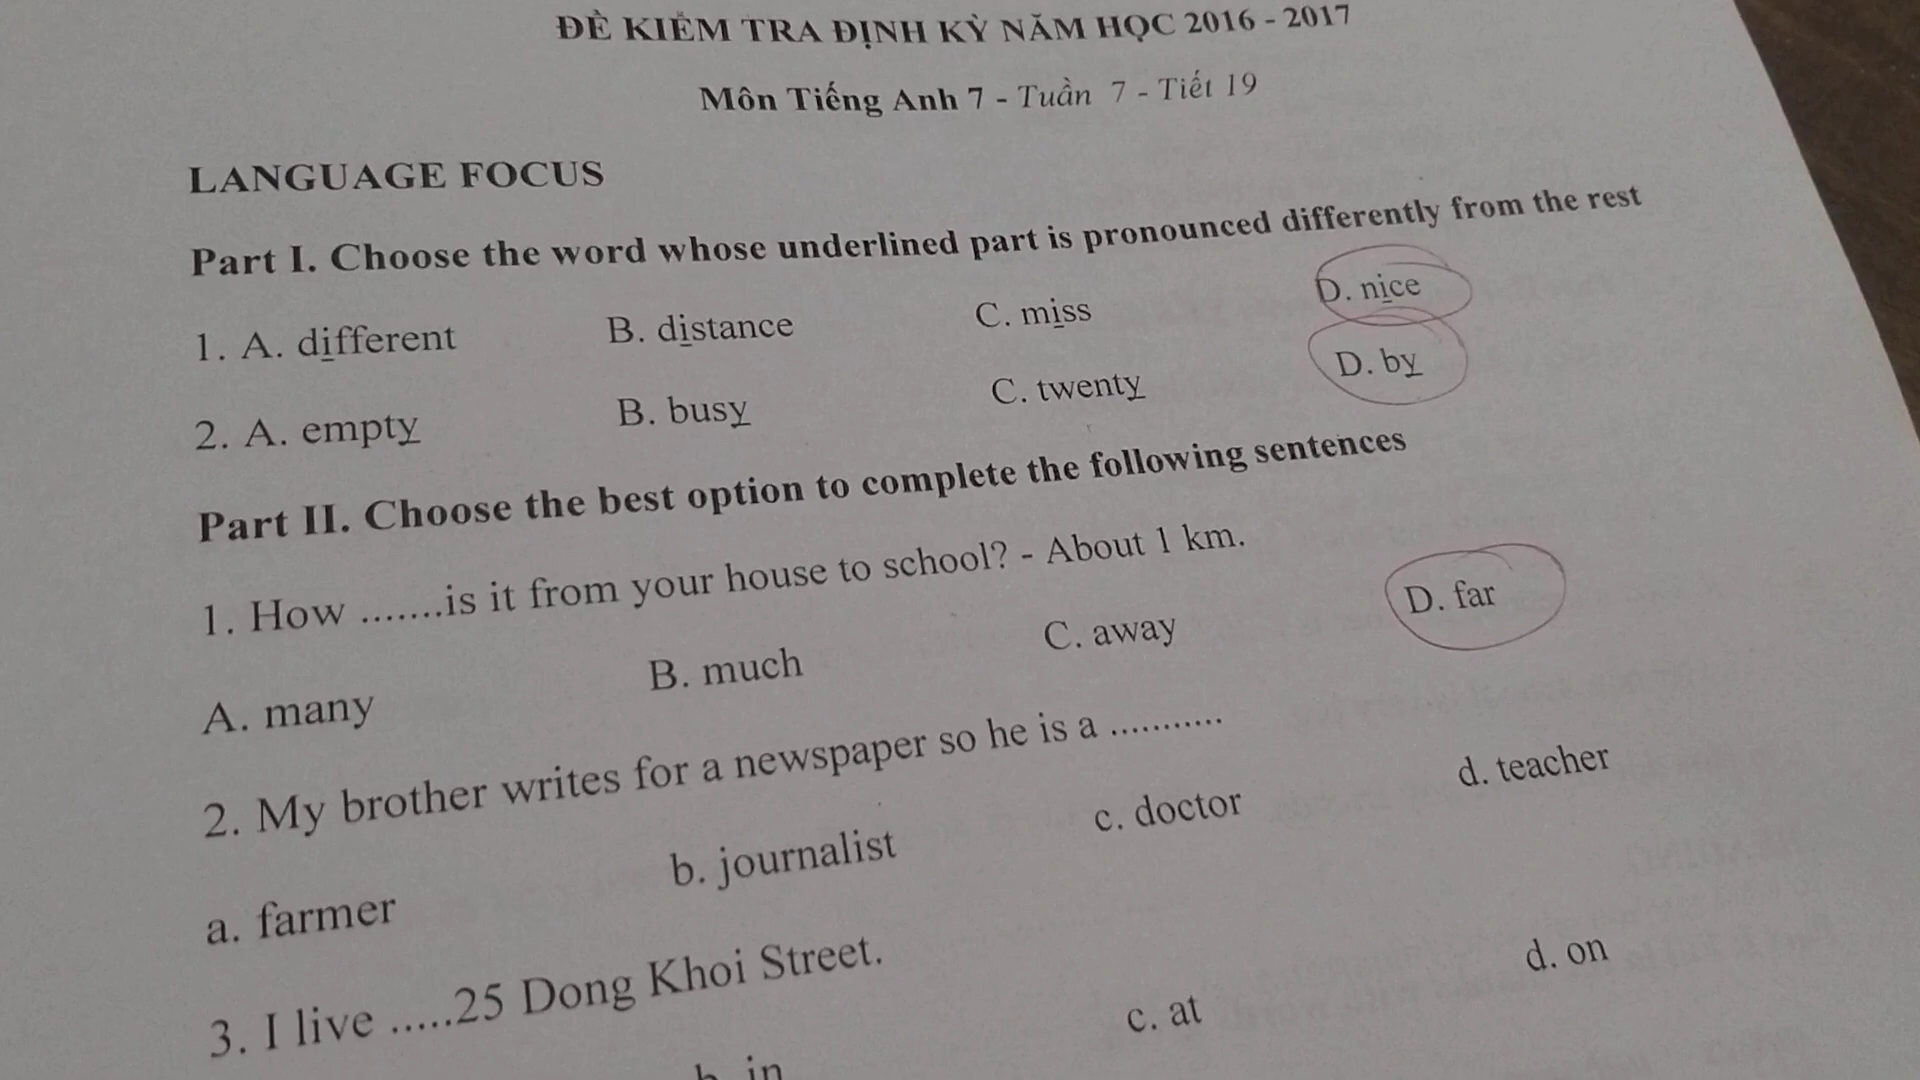 ĐỀ KIỂM TRA ĐỊNH KỲ NĂM HỌC 2016 - 2017
Môn Tiếng Anh 7 - Tuần 7 - Tiết 19
LANGUAGE FOCUS
Part I. Choose the word whose underlined part is pronounced differently from the rest
1. A. different B. distance C. miss D. nice
2. A. empty B. busy C. twenty D. by
Part II. Choose the best option to complete the following sentences
1. How .......is it from your house to school? - About 1 km.
A. many B. much C. away D. far
2. My brother writes for a newspaper so he is a ...........
a. farmer b. journalist c. doctor d. teacher
3. I live .....25 Dong Khoi Street.
b. in c. at d. on